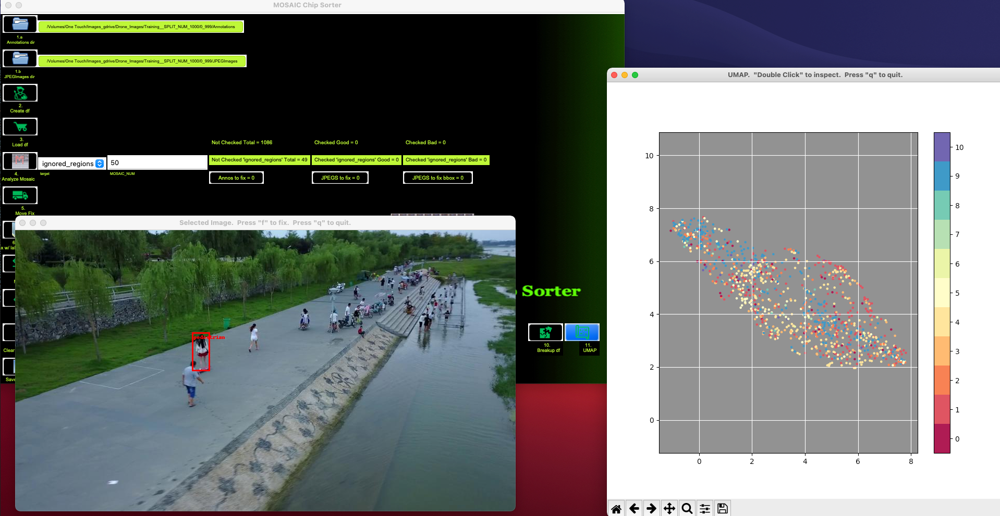 MOSAIC Chip Sorter
/Volumes/One Touch/Images_gdrive/Drone_Images/Training__SPLIT_NUM_1000/0_999/Annotations
1.a
Annotations dir
/Volumes/One Touch/Images_gdrive/Drone_Images/Training__SPLIT_NUM_1000/0_999/JPEGImages
1.b
JPEGImages dir
2.
Create df
3.
Load df
Not Checked Total = 1086
Checked Good = 0
Checked Bad = 0
ignored_regions
50
Not Checked 'ignored_regions' Total = 49
Checked 'ignored_regions' Good = 0
Checked 'ignored_regions' Bad = 0
4.
Analyze Mosaic
target
MOSAIC_NUM
Annos to fix = 0
JPEGS to fix = 0
JPEGS to fix bbox = 0
5.
Move Fix
6
x w/ lal
Clear
Save
Selected Image. Press "f" to fix. Press "q" to quit.
pedestrian
Sorter
10.
Breakup df
11.
UMAP
UMAP. "Double Click" to inspect. Press "q" to quit.
10
8
6
4
2
0
0 2 4 6 8
10
9
8
7
6
5
4
3
2
1
0